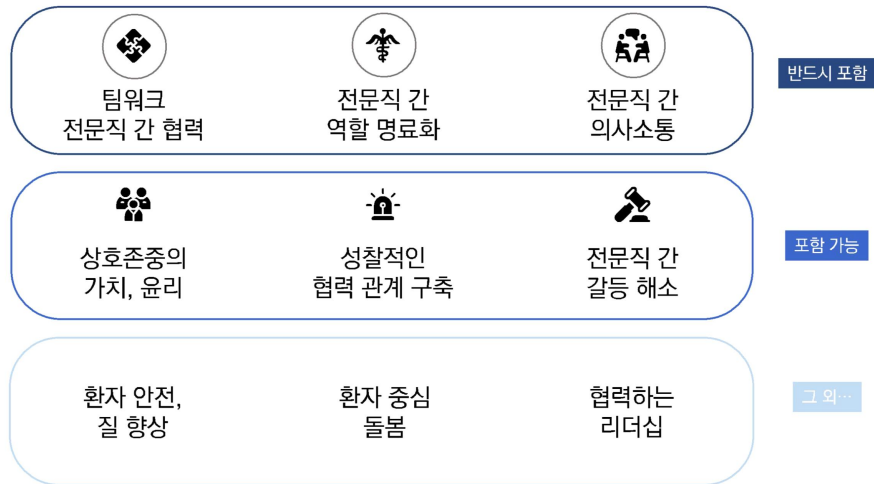 팀워크
전문직 간 협력
전문직 간
역할 명료화
전문직 간
의사소통
반드시 포함
상호존중의
가치, 윤리
성찰적인
협력 관계 구축
전문직 간
갈등 해소
포함 가능
환자 안전,
질 향상
환자 중심
돌봄
협력하는
리더십
그 외…